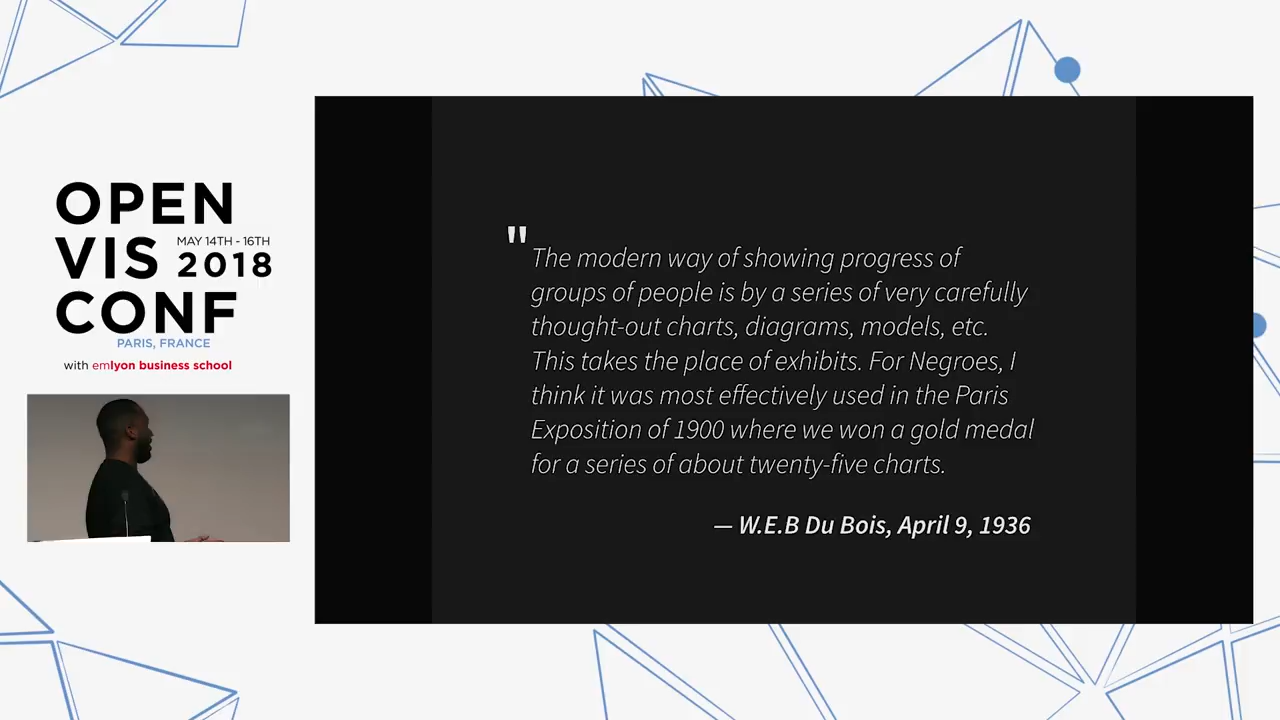 OPEN
VIS
MAY 14TH - 16TH
2018
CONF
PARIS, FRANCE
with emlyon business school
"
The modern way of showing progress of
groups of people is by a series of very carefully
thought-out charts, diagrams, models, etc.
This takes the place of exhibits. For Negroes, I
think it was most effectively used in the Paris
Exposition of 1900 where we won a gold medal
for a series of about twenty-five charts.
— W.E.B Du Bois, April 9, 1936